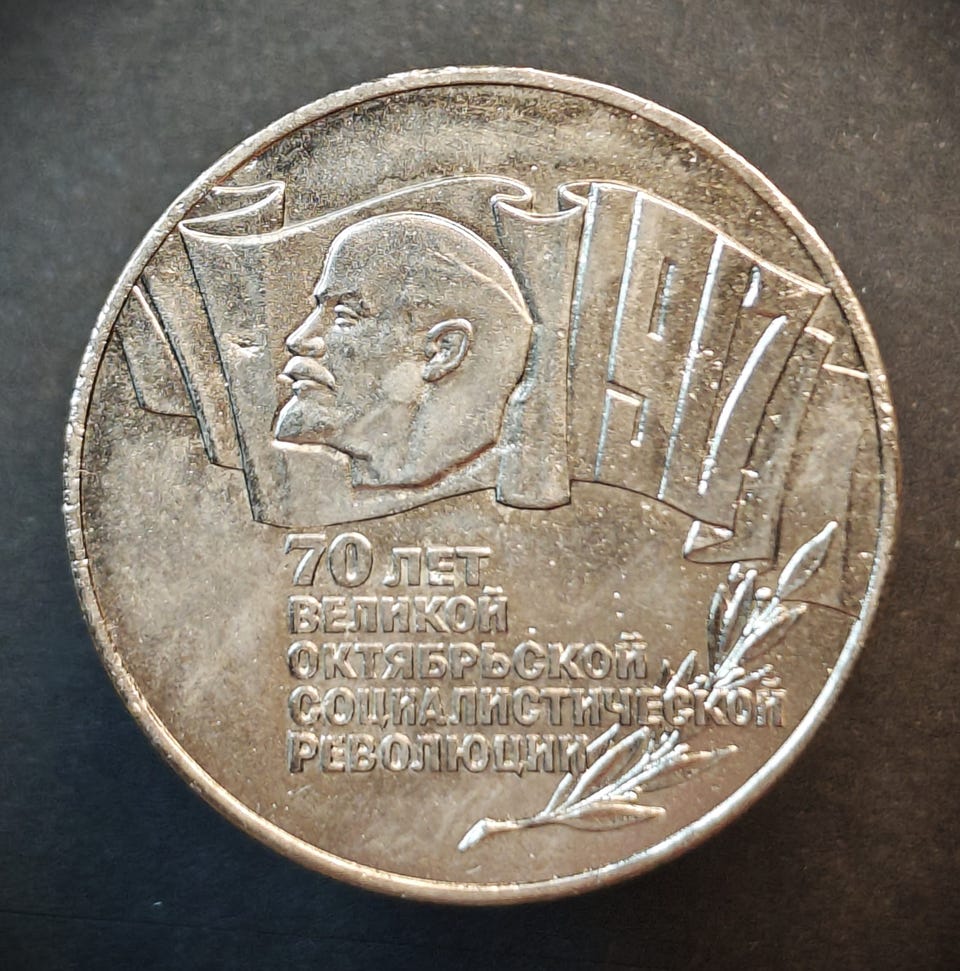 1917
70 ЛЕТ
ВЕЛИКОЙ
ОКТЯБРЬСКОЙ
СОЦИАЛИСТИЧЕСКОЙ
РЕВОЛЮЦИИ